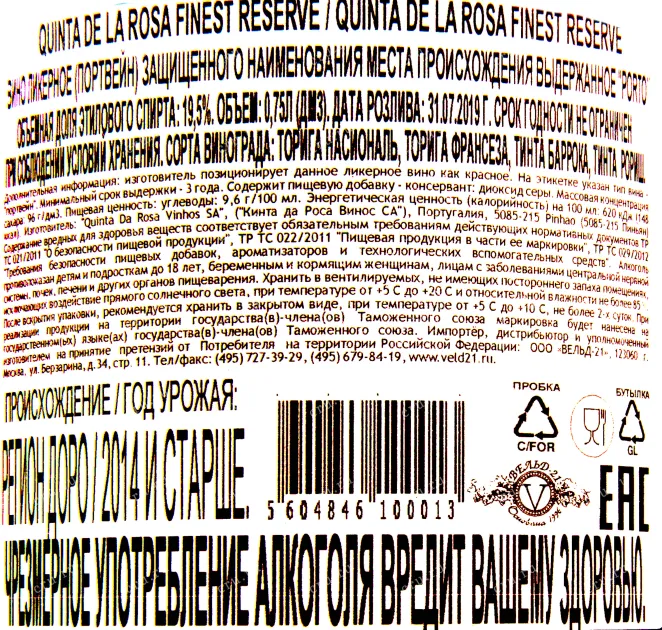 QUINTA DE LA ROSA FINEST RESERVE / QUINTA DE LA ROSA FINEST RESERVE
ВИНО ЛИКЕРНОЕ (ПОРТВЕЙН) ЗАЩИЩЕННОГО НАИМЕНОВАНИЯ МЕСТА ПРОИСХОЖДЕНИЯ ВЫДЕРЖАННОЕ "PORTO"
ОБЪЕМНАЯ ДОЛЯ ЭТИЛОВОГО СПИРТА: 19,5%. ОБЪЕМ: 0,75Л (ДМ3). ДАТА РОЗЛИВА: 31.07.2019 Г. СРОК ГОДНОСТИ НЕ ОГРАНИЧЕН
ПРИ СОБЛЮДЕНИИ УСЛОВИЙ ХРАНЕНИЯ. СОРТА ВИНОГРАДА: ТОРИГА НАСИОНАЛЬ, ТОРИГА ФРАНСЕЗА, ТИНТА БАРРОКА, ТИНТА РОРИШ
Дополнительная информация: изготовитель позиционирует данное ликерное вино как красное. На этикетке указан тип вина -
"портвейн". Минимальный срок выдержки - 3 года. Содержит пищевую добавку - консервант: диоксид серы. Массовая концентрация
сахара 96 г/дм3. Пищевая ценность: углеводы: 9,6 г/100 мл. Энергетическая ценность (калорийность) на 100 мл: 620 кДж (148
ккал). Изготовитель: "Quinta Da Rosa Vinhos SA", ("Кинта да Роса Винос СА"), Португалия, 5085-215 Pinhao (5085-215 Пиньян)
Содержание вредных для здоровья веществ соответствует обязательным требованиям действующих нормативных документов ТР
ТС 021/2011 "О безопасности пищевой продукции", ТР ТС 022/2011 "Пищевая продукция в части ее маркировки", ТР ТС 029/2012
"Требования безопасности пищевых добавок, ароматизаторов и технологических вспомогательных средств". Алкоголь
противопоказан детям и подросткам до 18 лет, беременным и кормящим женщинам, лицам с заболеваниями центральной нервной
системы, почек, печени и других органов пищеварения. Хранить в вентилируемых, не имеющих постороннего запаха помещениях,
исключающих воздействие прямого солнечного света, при температуре от +5 С до +20 С и относительной влажности не более 85
После вскрытия упаковки, рекомендуется хранить в закрытом виде, при температуре от +5 С до +10 С, не более 2-х суток. При
реализации продукции на территории государства(в)-члена(ов) Таможенного союза маркировка будет нанесена на
государственном(ых) языке(ах) государства(в)-члена(ов) Таможенного союза. Импортёр, дистрибьютор и уполномоченный
изготовителем на принятие претензий от Потребителя на территории Российской Федерации: ООО «ВЕЛЬД-21», 123060 г.
Москва, ул. Берзарина, д. 34, стр. 11. Тел/факс: (495) 727-39-29, (495) 679-84-19, www.veld21.ru.
ПРОИСХОЖДЕНИЕ / ГОД УРОЖАЯ:
РЕГИОН ДОРО / 2014 И СТАРШЕ.
5 604846 100013
ПРОБКА
C/FOR
БУТЫЛКА
GL
ВЕЛЬД 21
V
Основана 1996
EAC
ЧРЕЗМЕРНОЕ УПОТРЕБЛЕНИЕ АЛКОГОЛЯ ВРЕДИТ ВАШЕМУ ЗДОРОВЬЮ.